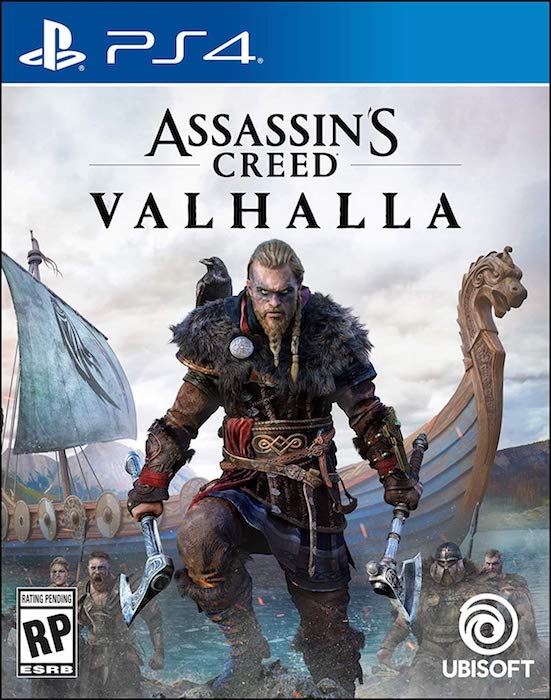 PS4
ASSASSIN'S
CREED
VALHALLA
RATING PENDING
RP
ESRB
UBISOFT